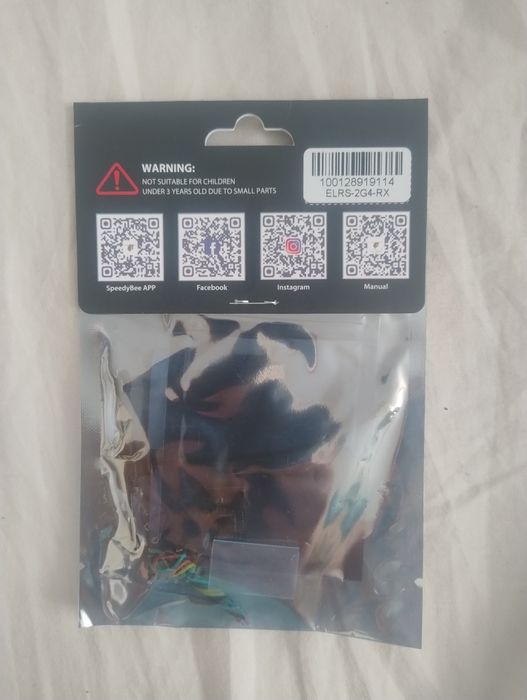 WARNING:
NOT SUITABLE FOR CHILDREN
UNDER 3 YEARS OLD DUE TO SMALL PARTS
100128919114
ELRS-2G4-RX
SpeedyBee APP
Facebook
Instagram
Manual